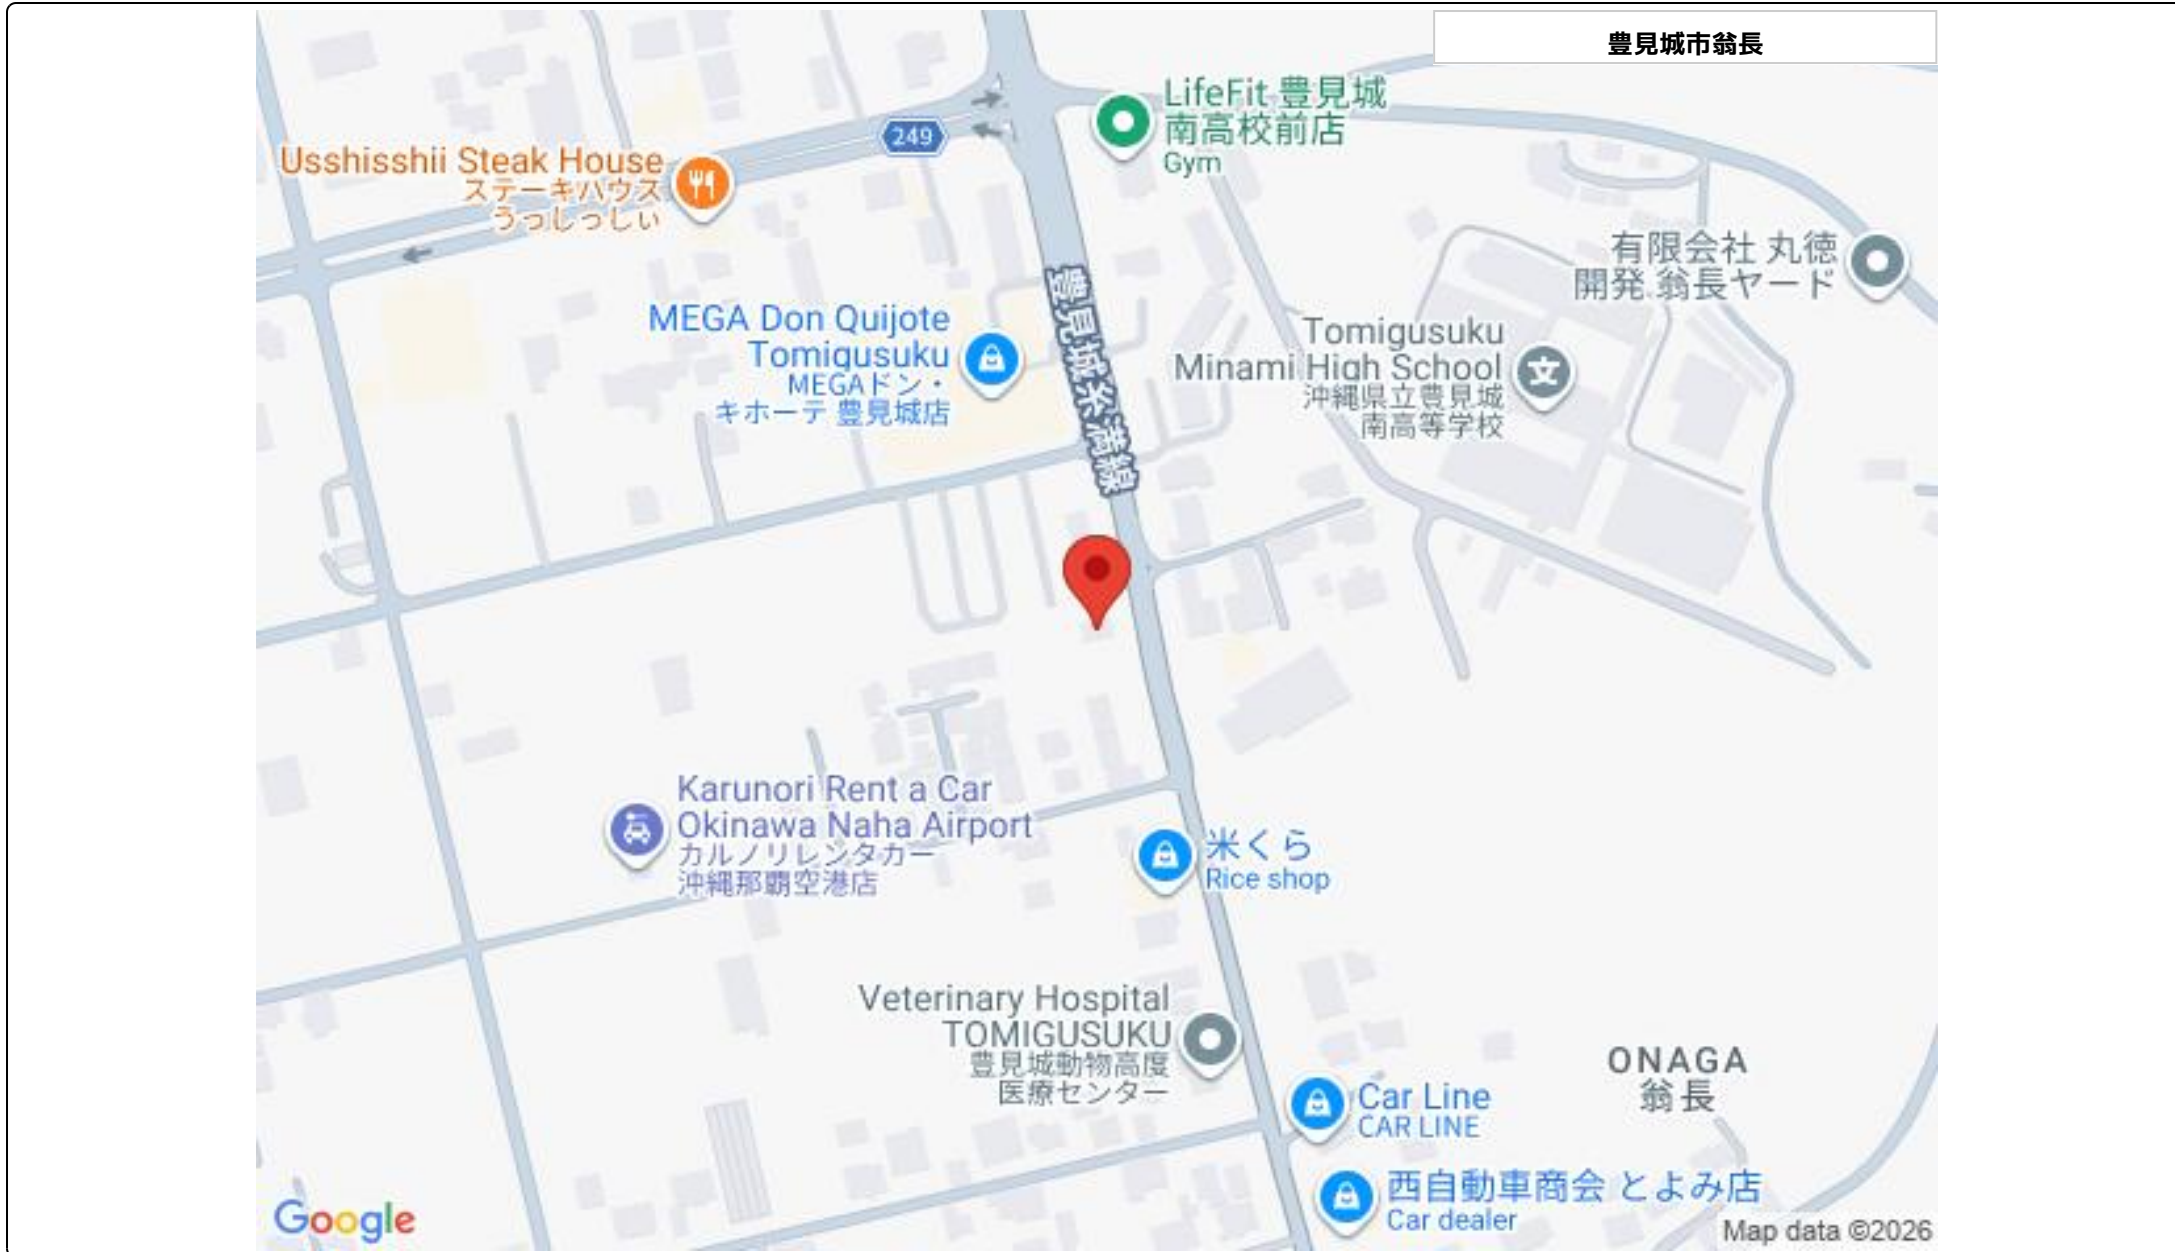 豊見城市翁長
LifeFit 豊見城
南高校前店
Gym
249
Usshisshii Steak House
ステーキハウス
うっしっしい
有限会社 丸徳
開発 翁長ヤード
豊見城糸満線
MEGA Don Quijote
Tomigusuku
MEGAドン・
キホーテ 豊見城店
Tomigusuku
Minami High School
沖縄県立豊見城
南高等学校
文
Karunori Rent a Car
Okinawa Naha Airport
カルノリレンタカー
沖縄那覇空港店
米くら
Rice shop
Veterinary Hospital
TOMIGUSUKU
豊見城動物高度
医療センター
ONAGA
翁長
Car Line
CAR LINE
西自動車商会 とよみ店
Car dealer
Google
Map data ©2026